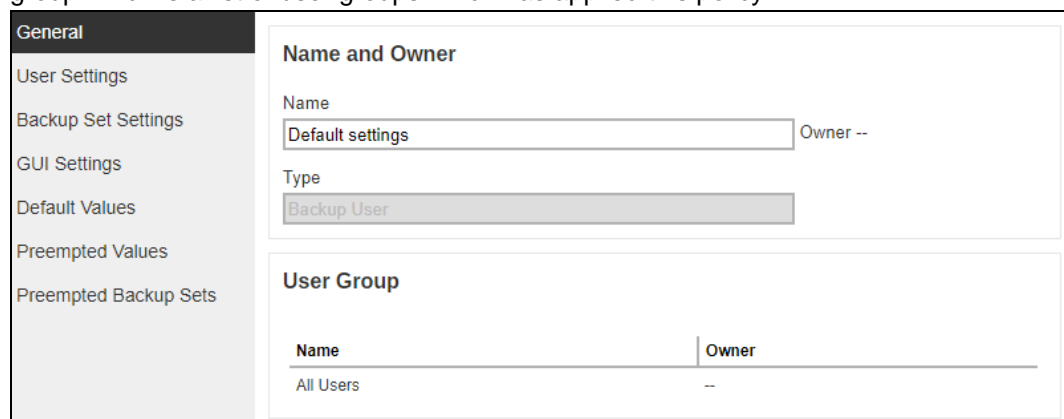 General
User Settings
Backup Set Settings
GUI Settings
Default Values
Preempted Values
Preempted Backup Sets
Name and Owner
Name
Default settings Owner --
Type
Backup User
User Group
Name Owner
All Users --